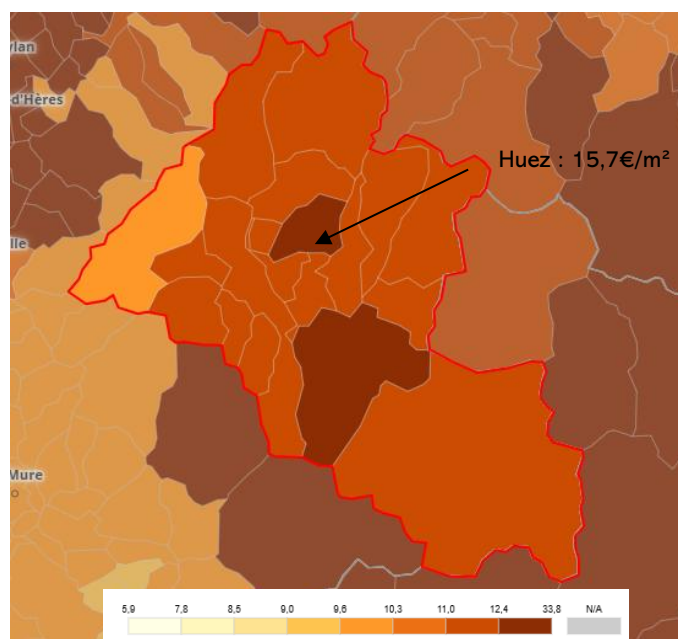 ylan
d'Hères
Huez : 15,7€/m²
lle
Mure
5,9 7,8 8,5 9,0 9,6 10,3 11,0 12,4 33,8 N/A